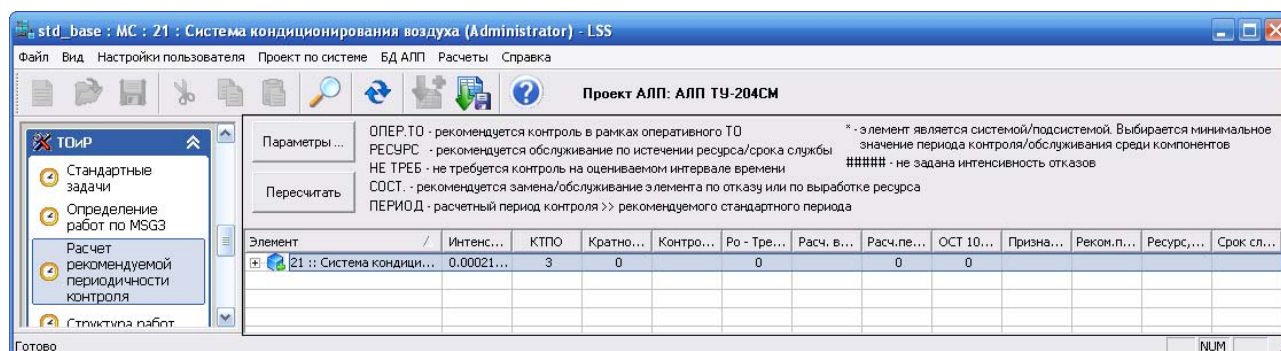 std_base : МС : 21 : Система кондиционирования воздуха (Administrator) - LSS
Файл Вид Настройки пользователя Проект по системе БД АЛП Расчеты Справка
Проект АЛП: АЛП ТУ-204СМ
ТОиР
Стандартные
задачи
Определение
работ по MSG3
Расчет
рекомендуемой
периодичности
контроля
Структура работ
Параметры ...
Пересчитать
ОПЕР.ТО - рекомендуется контроль в рамках оперативного ТО
РЕСУРС - рекомендуется обслуживание по истечении ресурса/срока службы
НЕ ТРЕБ - не требуется контроль на оцениваемом интервале времени
СОСТ. - рекомендуется замена/обслуживание элемента по отказу или по выработке ресурса
ПЕРИОД - расчетный период контроля >> рекомендуемого стандартного периода
* - элемент является системой/подсистемой. Выбирается минимальное
значение периода контроля/обслуживания среди компонентов
##### - не задана интенсивность отказов
Элемент / Интенс... КТПО Кратно... Контро... Ро - Тре... Расч. в... Расч.пе... ОСТ 10... Призна... Реком.п... Ресурс,... Срок сл...
21 :: Система кондици... 0.00021... 3 0 0 0 0
Готово NUM